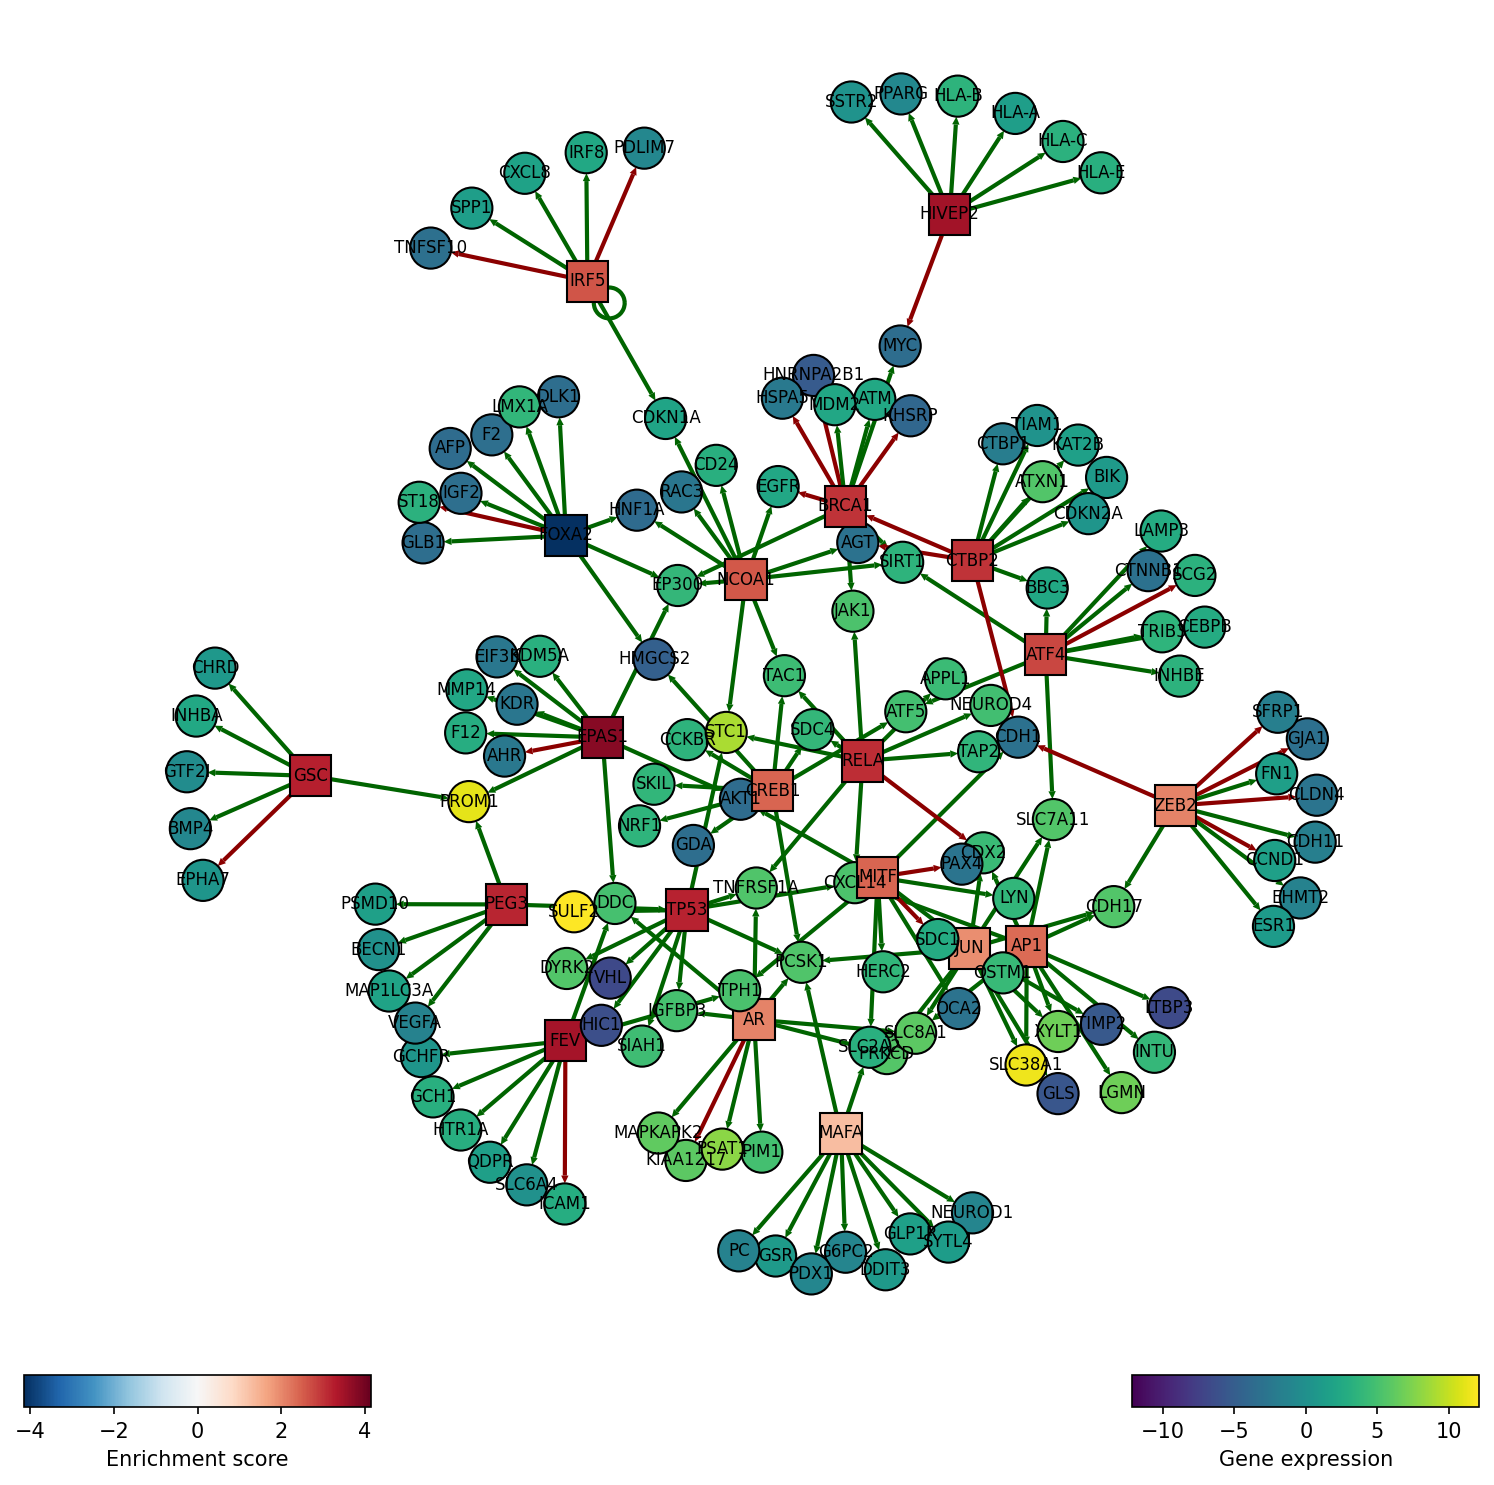 SSTR2
PPARG
HLA-B
HLA-A
HLA-C
HLA-E
HIVEP2
IRF8
PDLIM7
CXCL8
SPP1
TNFSF10
IRF5
MYC
HNRNPA2B1
HSPA5
MDM2
ATM
KHSRP
DLK1
LMX1A
F2
AFP
IGF2
ST18
GLB1
FOXA2
CDKN1A
CD24
RAC3
HNF1A
EGFR
BRCA1
AGT
SIRT1
TIAM1
CTBP1
KAT2B
ATXN1
BIK
CDKN2A
CTBP2
LAMP3
CTNNB1
SCG2
BBC3
EP300
NCOA1
JAK1
TRIB3
CEBPB
ATF4
INHBE
HMGCS2
EIF3E
KDM5A
MMP14
KDR
F12
AHR
EPAS1
TAC1
APPL1
NEUROD4
ATF5
CDH1
TAP2
SDC4
STC1
CCKBR
RELA
CREB1
SKIL
AKT1
NRF1
GDA
CHRD
INHBA
GTF2I
GSC
BMP4
EPHA7
PROM1
SFRP1
GJA1
FN1
CLDN4
ZEB2
CDH11
CCND1
EHMT2
ESR1
SLC7A11
CDH17
CDX2
PAX4
LYN
MITF
CXCL14
TNFRSF1A
PSMD10
PEG3
SULF2
DDC
TP53
BECN1
MAP1LC3A
VEGFA
GCHFR
DYRK2
VHL
HIC1
IGFBP3
SIAH1
TPH1
AR
PCSK1
HERC2
SDC1
JUN
AP1
OSTM1
OCA2
SLC8A1
SLC2A2
PRKCD
XYLT1
TIMP2
LTBP3
INTU
SLC38A1
GLS
LGMN
FEV
GCH1
HTR1A
QDPR
SLC6A4
ICAM1
MAPKAPK2
KIAA1217
PSAT1
PIM1
MAFA
NEUROD1
GLP1R
SYTL4
PC
GSR
G6PC2
PDX1
DDIT3
−4 −2 0 2 4
Enrichment score
−10 −5 0 5 10
Gene expression